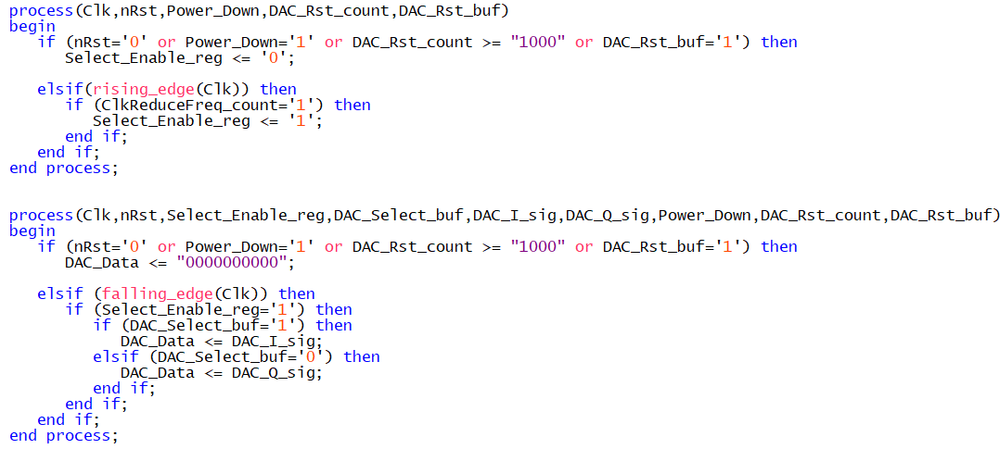 process(Clk,nRst,Power_Down,DAC_Rst_count,DAC_Rst_buf)
begin
   if (nRst='0' or Power_Down='1' or DAC_Rst_count >= "1000" or DAC_Rst_buf='1') then
      Select_Enable_reg <= '0';

   elsif(rising_edge(Clk)) then
      if (ClkReduceFreq_count='1') then
         Select_Enable_reg <= '1';
      end if;
   end if;
end process;


process(Clk,nRst,Select_Enable_reg,DAC_Select_buf,DAC_I_sig,DAC_Q_sig,Power_Down,DAC_Rst_count,DAC_Rst_buf)
begin
   if (nRst='0' or Power_Down='1' or DAC_Rst_count >= "1000" or DAC_Rst_buf='1') then
      DAC_Data <= "0000000000";

   elsif (falling_edge(Clk)) then
      if (Select_Enable_reg='1') then
         if (DAC_Select_buf='1') then
            DAC_Data <= DAC_I_sig;
         elsif (DAC_Select_buf='0') then
            DAC_Data <= DAC_Q_sig;
         end if;
      end if;
   end if;
end process;